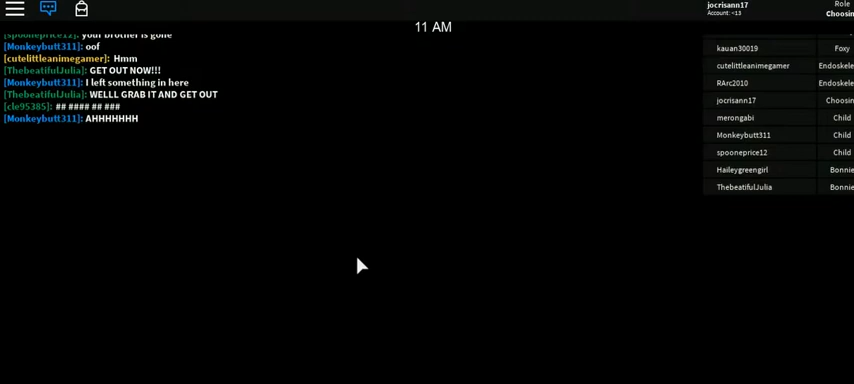 jocrisann17
Account: <13
Role
Choosin
11 AM
[spooneprice12]: your brother is gone
[Monkeybutt311]: oof
[cutelittleanimegamer]: Hmm
[ThebeatifulJulia]: GET OUT NOW!!!
[Monkeybutt311]: I left something in here
[ThebeatifulJulia]: WELLL GRAB IT AND GET OUT
[cle95385]: ## #### ## ###
[Monkeybutt311]: AHHHHHHH
kauan30019 Foxy
cutelittleanimegamer Endoskele
RArc2010 Endoskele
jocrisann17 Choosin
merongabi Child
Monkeybutt311 Child
spooneprice12 Child
Haileygreengirl Bonnie
ThebeatifulJulia Bonnie